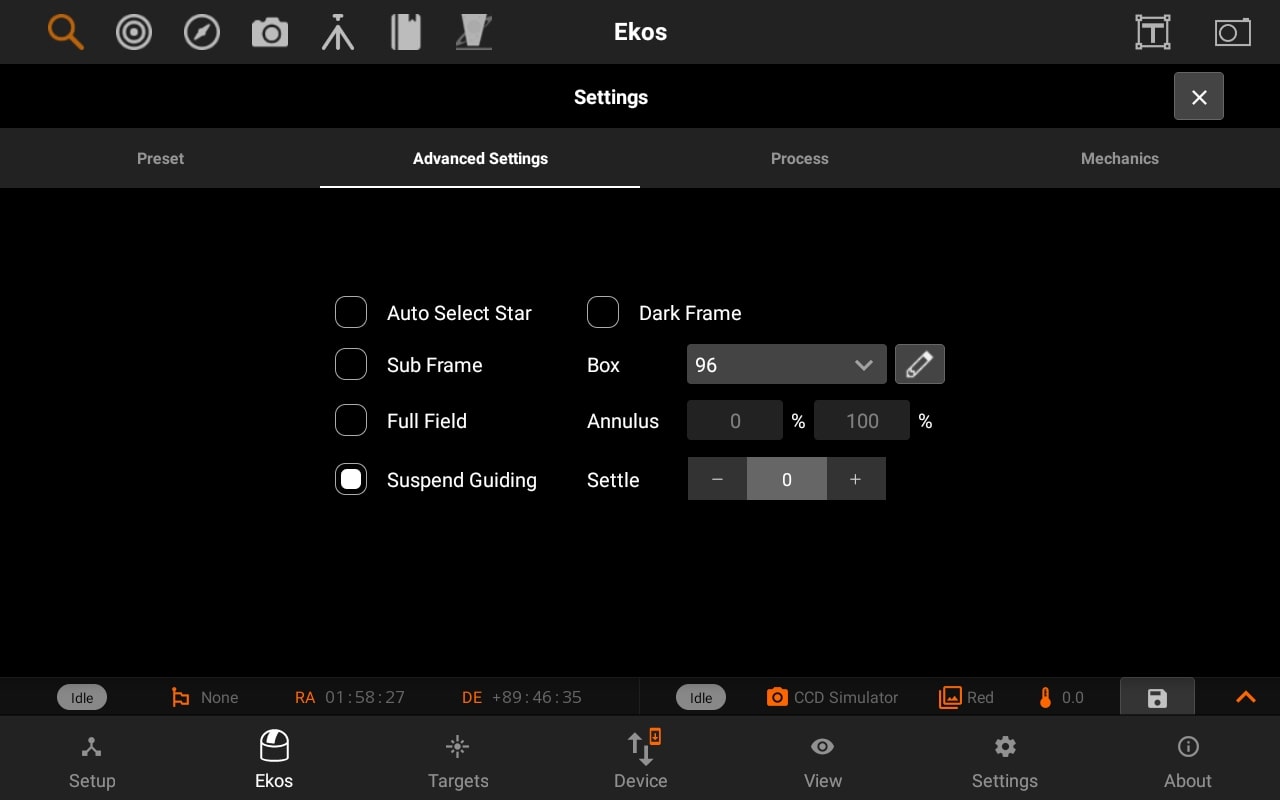 Ekos
Settings
Preset Advanced Settings Process Mechanics
Auto Select Star Dark Frame
Sub Frame Box 96
Full Field Annulus 0 % 100 %
Suspend Guiding Settle − 0 +
Idle None RA 01:58:27 DE +89:46:35 Idle CCD Simulator Red 0.0
Setup Ekos Targets Device View Settings About